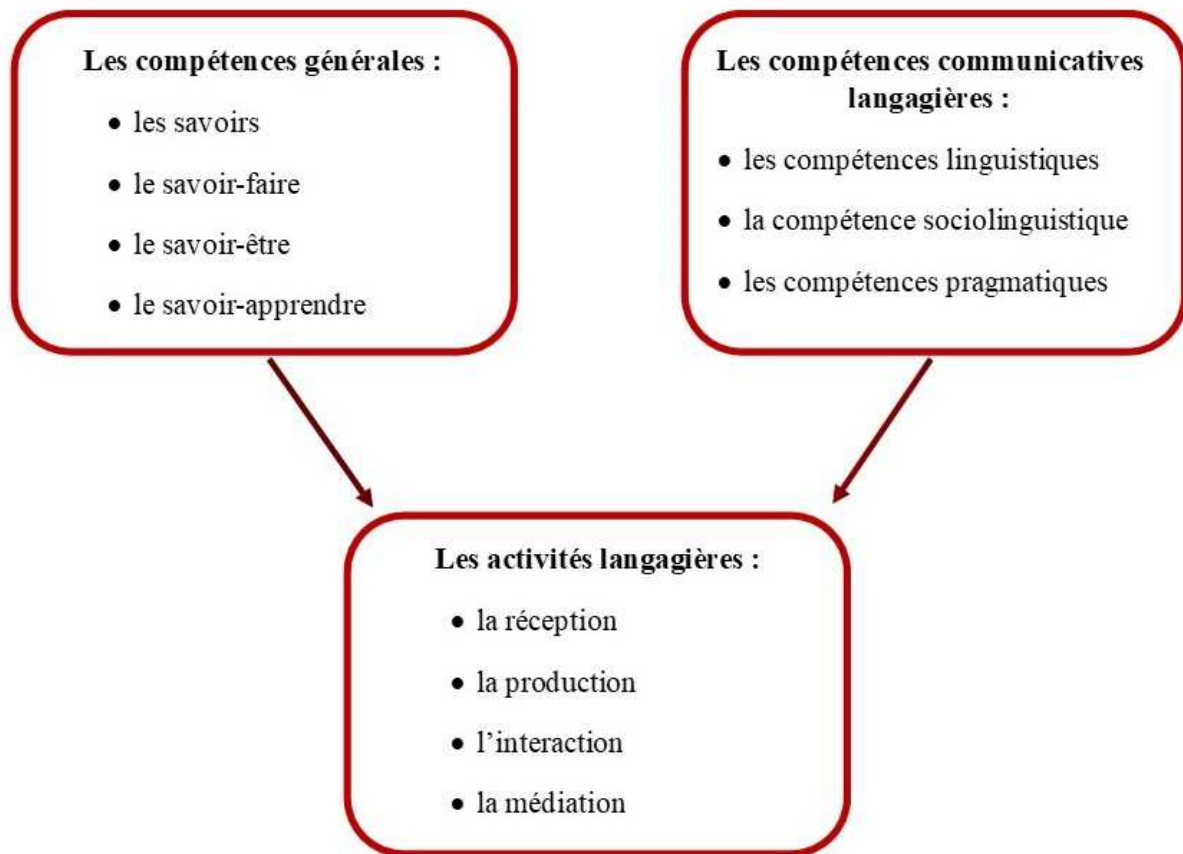 Les compétences générales :
• les savoirs
• le savoir-faire
• le savoir-être
• le savoir-apprendre
Les compétences communicatives
langagières :
• les compétences linguistiques
• la compétence sociolinguistique
• les compétences pragmatiques
Les activités langagières :
• la réception
• la production
• l’interaction
• la médiation